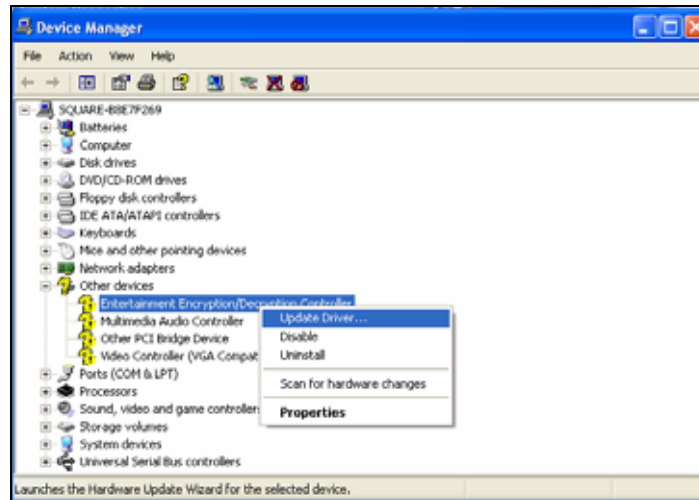 Device Manager
File Action View Help
SQUARE-B8E7F269
Batteries
Computer
Disk drives
DVD/CD-ROM drives
Floppy disk controllers
IDE ATA/ATAPI controllers
Keyboards
Mice and other pointing devices
Network adapters
Other devices
Entertainment Encryption/Decryption Controller
Multimedia Audio Controller
Other PCI Bridge Device
Video Controller (VGA Compat
Ports (COM & LPT)
Processors
Sound, video and game controller
Storage volumes
System devices
Universal Serial Bus controllers
Update Driver...
Disable
Uninstall
Scan for hardware changes
Properties
Launches the Hardware Update Wizard for the selected device.